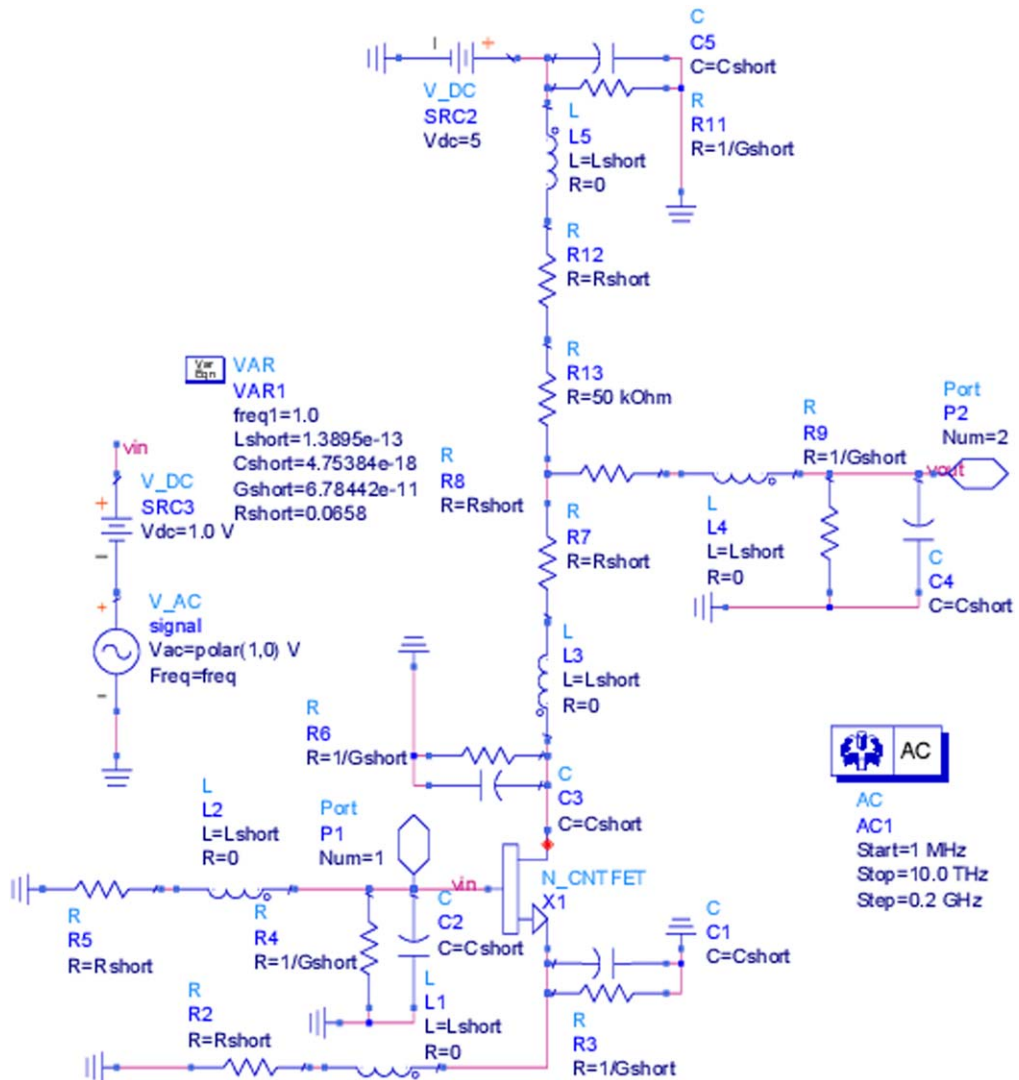 C
C5
C=Cshort
V_DC
SRC2
Vdc=5
R
R11
R=1/Gshort
L
L5
L=Lshort
R=0
R
R12
R=Rshort
R
R13
R=50 kOhm
Var
Eqn
VAR
VAR1
freq1=1.0
Lshort=1.3895e-13
Cshort=4.75384e-18
Gshort=6.78442e-11
Rshort=0.0658
vin
V_DC
SRC3
Vdc=1.0 V
V_AC
signal
Vac=polar(1,0) V
Freq=freq
R
R8
R=Rshort
R
R9
R=1/Gshort
Port
P2
Num=2
vout
R
R7
R=Rshort
L
L4
L=Lshort
R=0
C
C4
C=Cshort
L
L3
L=Lshort
R=0
R
R6
R=1/Gshort
C
C3
C=Cshort
AC
AC
AC1
Start=1 MHz
Stop=10.0 THz
Step=0.2 GHz
L
L2
L=Lshort
R=0
Port
P1
Num=1
vin
N_CNTFET
X1
R
R5
R=Rshort
R
R4
R=1/Gshort
C
C2
C=Cshort
C
C1
C=Cshort
L
L1
L=Lshort
R=0
R
R2
R=Rshort
R
R3
R=1/Gshort